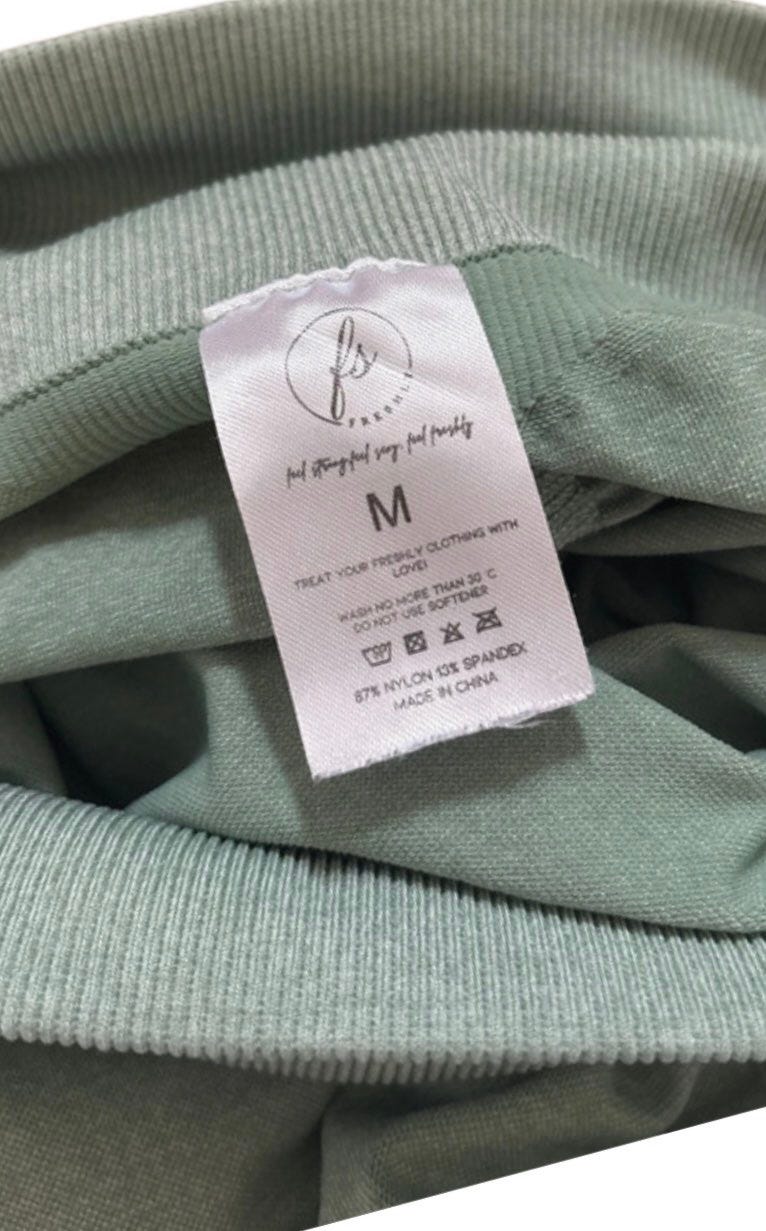 fs
FRESHLY
feel strong, feel sexy, feel freshly
M
TREAT YOUR FRESHLY CLOTHING WITH
LOVE!
WASH NO MORE THAN 30°C
DO NOT USE SOFTENER
30
87% NYLON 13% SPANDEX
MADE IN CHINA